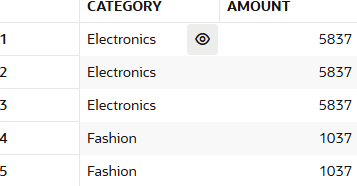 CATEGORY AMOUNT
1 Electronics 5837
2 Electronics 5837
3 Electronics 5837
4 Fashion 1037
5 Fashion 1037